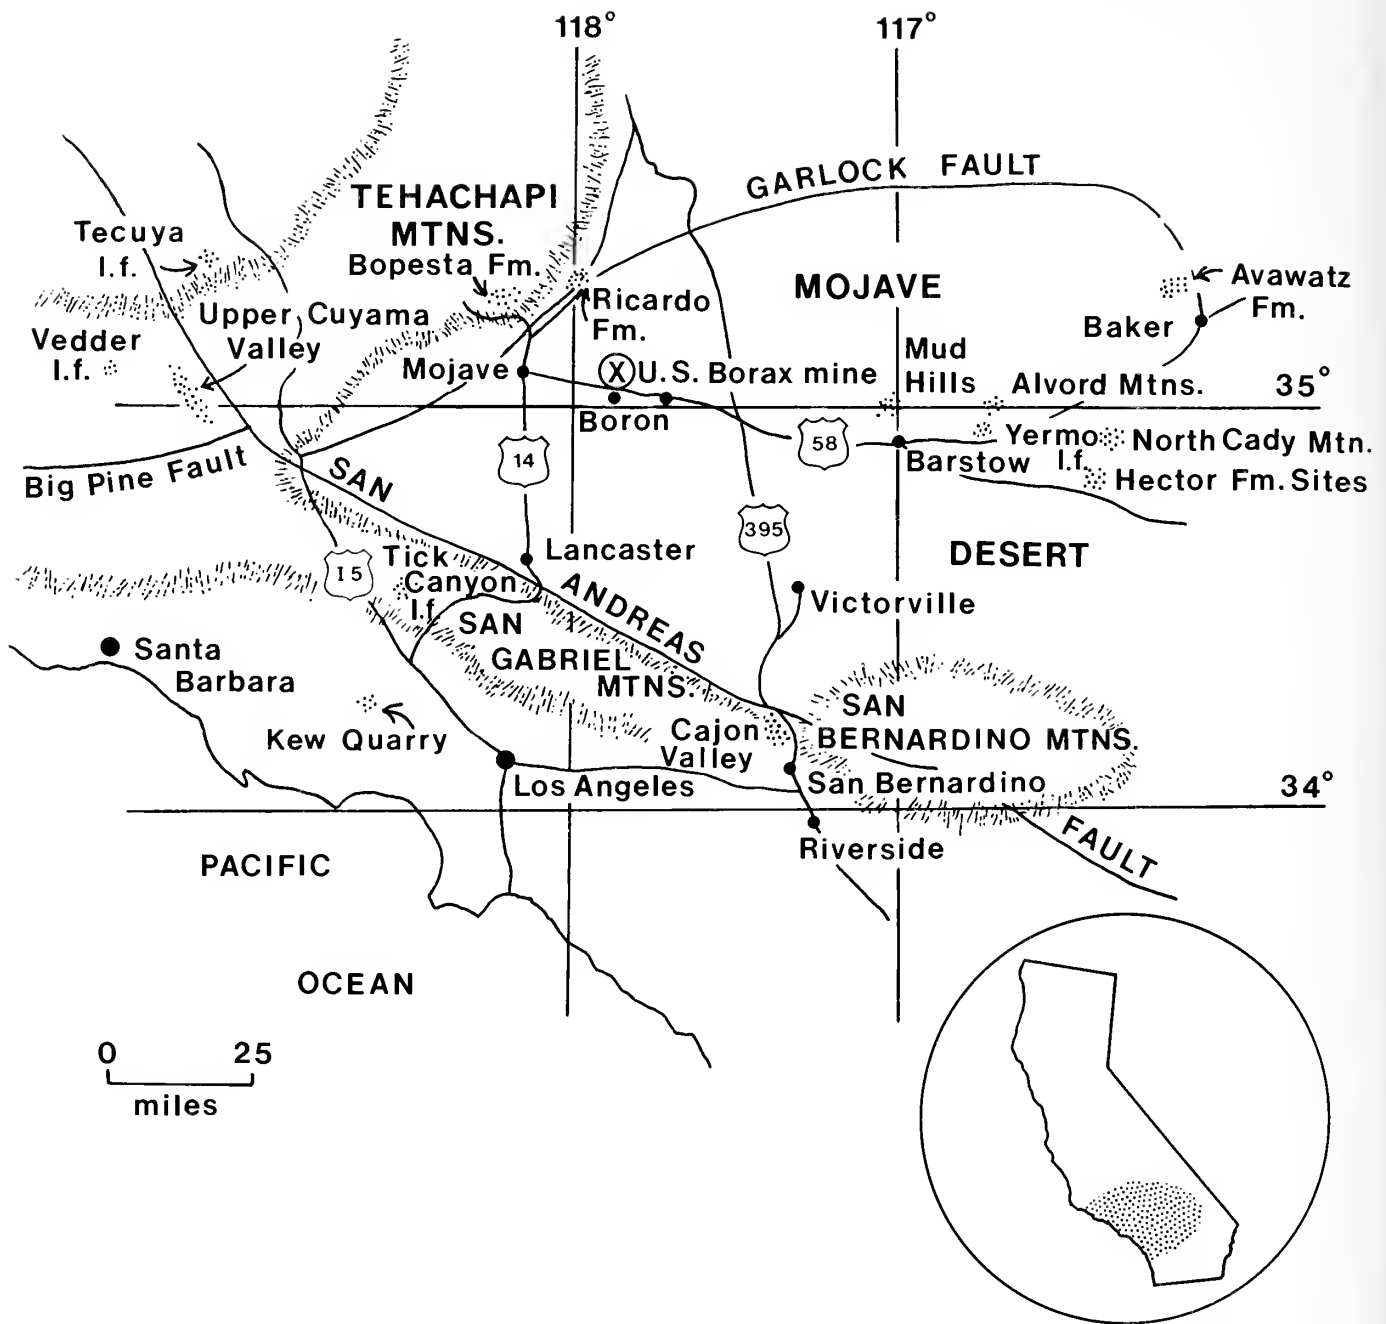 118°
117°
GARLOCK FAULT
TEHACHAPI
MTNS.
Tecuya
l.f.
Bopesta Fm.
Avawatz
Fm.
MOJAVE
Ricardo
Fm.
Upper Cuyama
Valley
Vedder
l.f.
Baker
Mojave
X
U.S. Borax mine
Mud
Hills
Alvord Mtns.
35°
Boron
58
Yermo
l.f.
North Cady Mtn.
Barstow
Hector Fm. Sites
Big Pine Fault
14
SAN
395
Lancaster
DESERT
Tick
Canyon
l.f.
I 5
ANDREAS
Victorville
SAN
GABRIEL
MTNS.
Santa
Barbara
SAN
BERNARDINO MTNS.
Kew Quarry
Cajon
Valley
Los Angeles
San Bernardino
34°
FAULT
Riverside
PACIFIC
OCEAN
0 25
miles